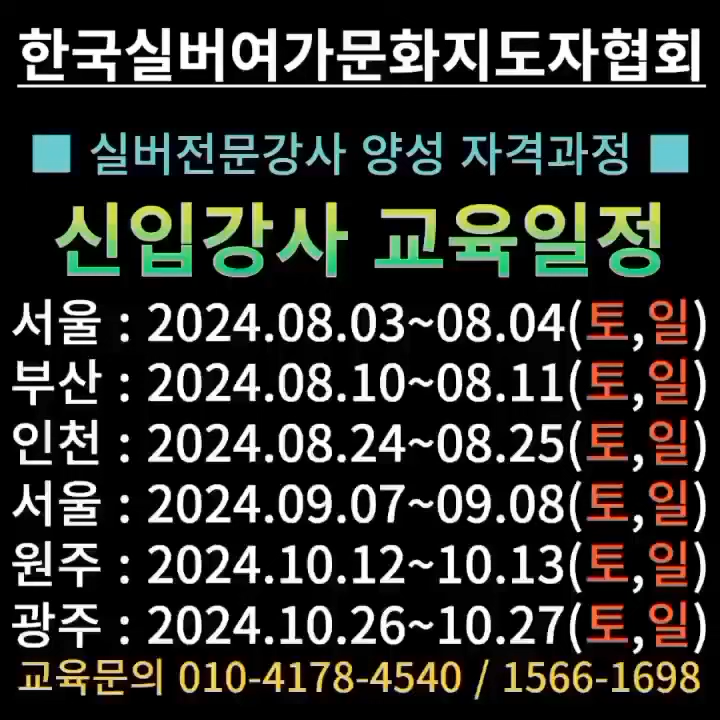 한국실버여가문화지도자협회
■ 실버전문강사 양성 자격과정 ■
신입강사 교육일정
서울 : 2024.08.03~08.04(토,일)
부산 : 2024.08.10~08.11(토,일)
인천 : 2024.08.24~08.25(토,일)
서울 : 2024.09.07~09.08(토,일)
원주 : 2024.10.12~10.13(토,일)
광주 : 2024.10.26~10.27(토,일)
교육문의 010-4178-4540 / 1566-1698